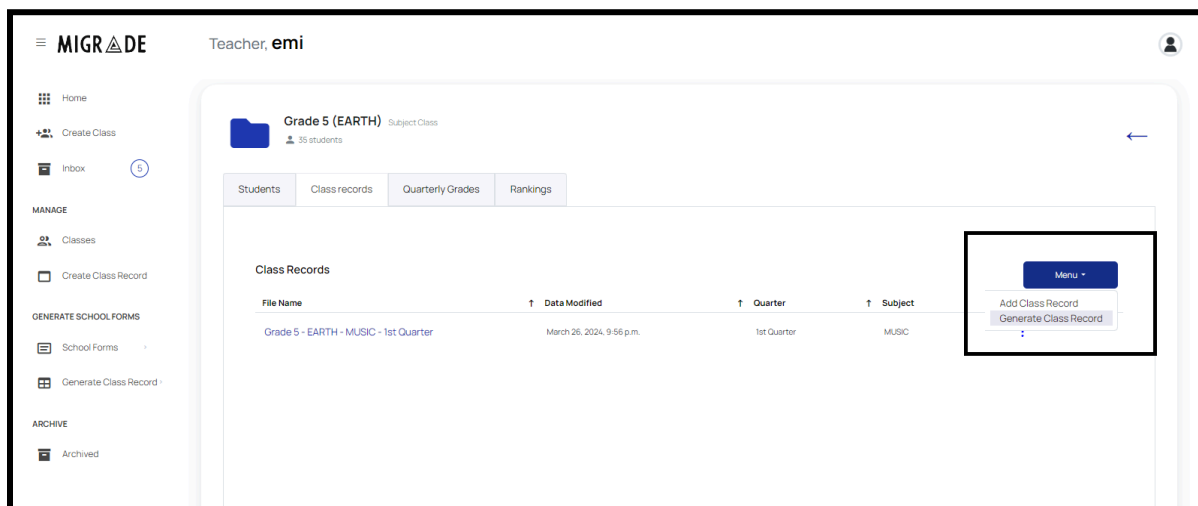 MIGRADE
Teacher, emi
Home
Create Class
Inbox 5
MANAGE
Classes
Create Class Record
GENERATE SCHOOL FORMS
School Forms
Generate Class Record
ARCHIVE
Archived
Grade 5 (EARTH) Subject Class
35 students
Students Class records Quarterly Grades Rankings
Class Records
Menu
Add Class Record
Generate Class Record
File Name ↑ Data Modified ↑ Quarter ↑ Subject
Grade 5 - EARTH - MUSIC - 1st Quarter March 26, 2024, 9:56 p.m. 1st Quarter MUSIC